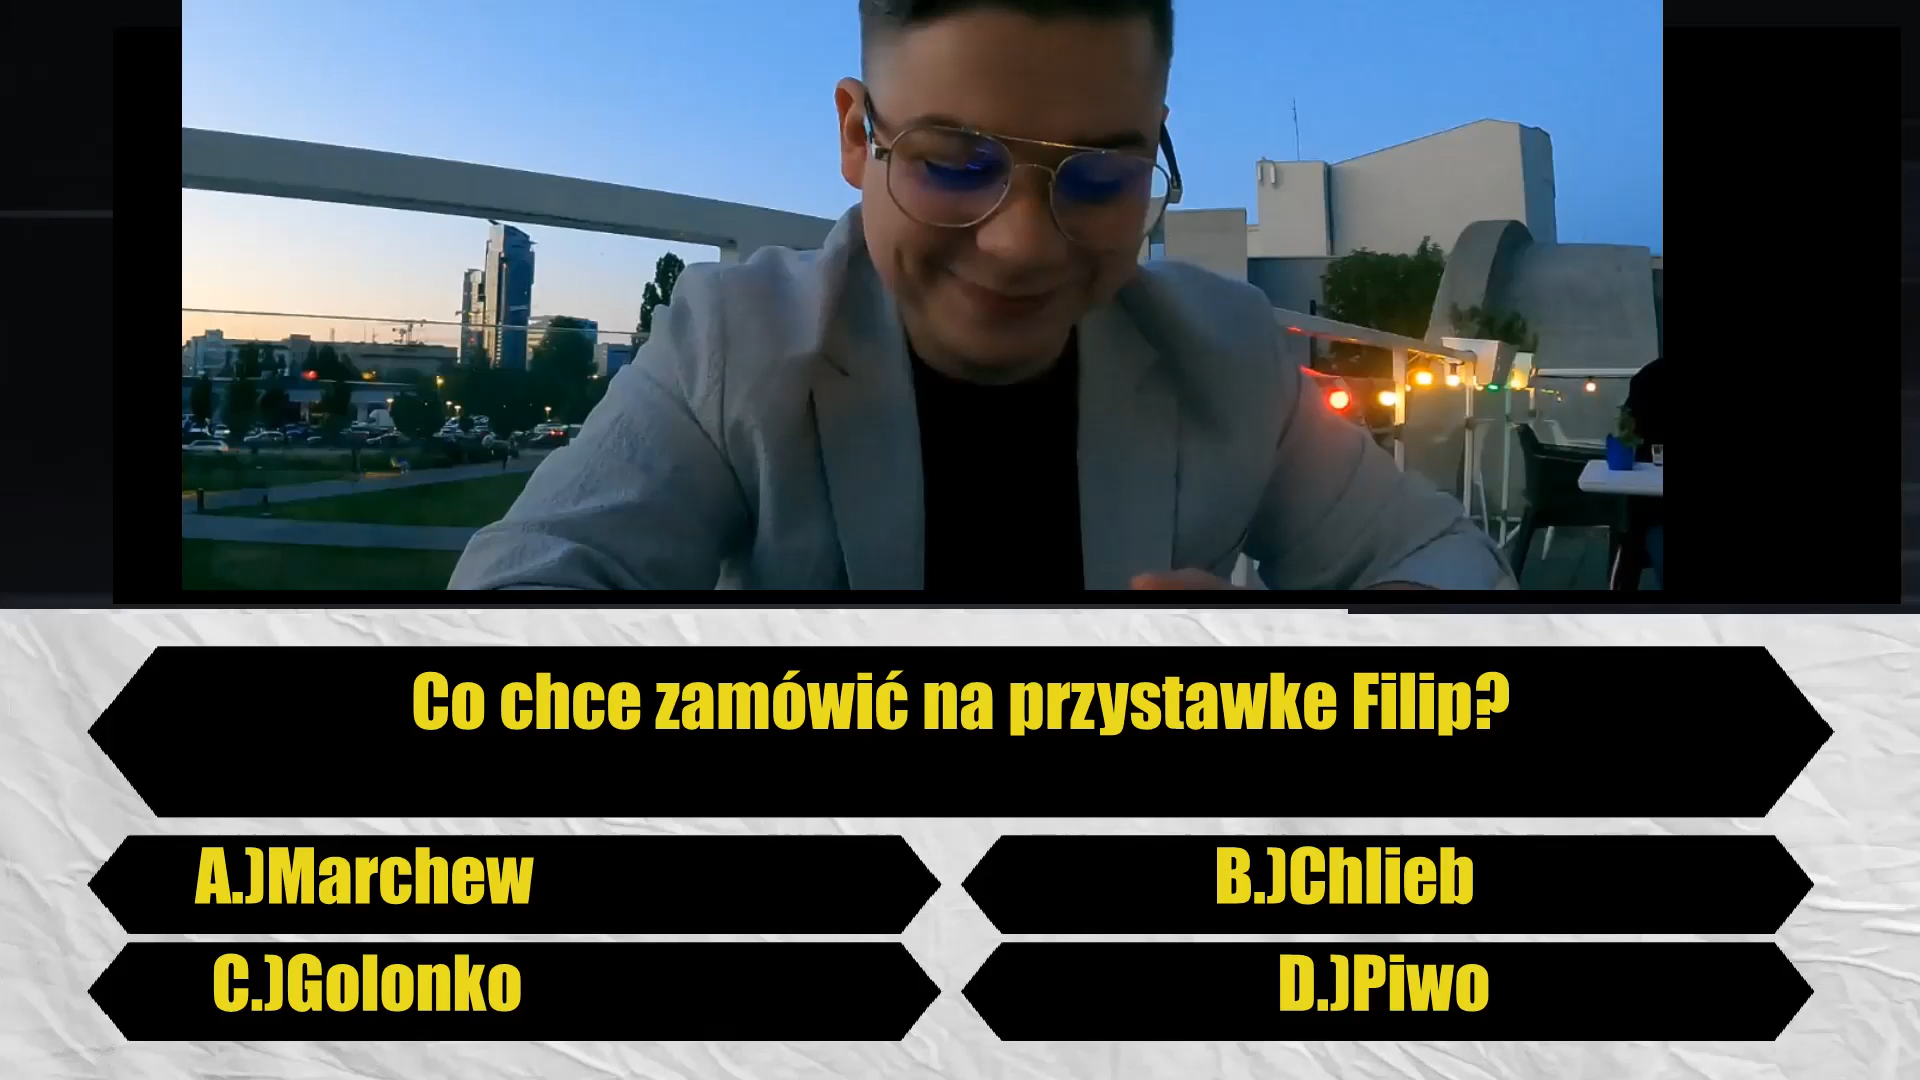 Co chce zamówić na przystawke Filip?
A.)Marchew
B.)Chlieb
C.)Golonko
D.)Piwo